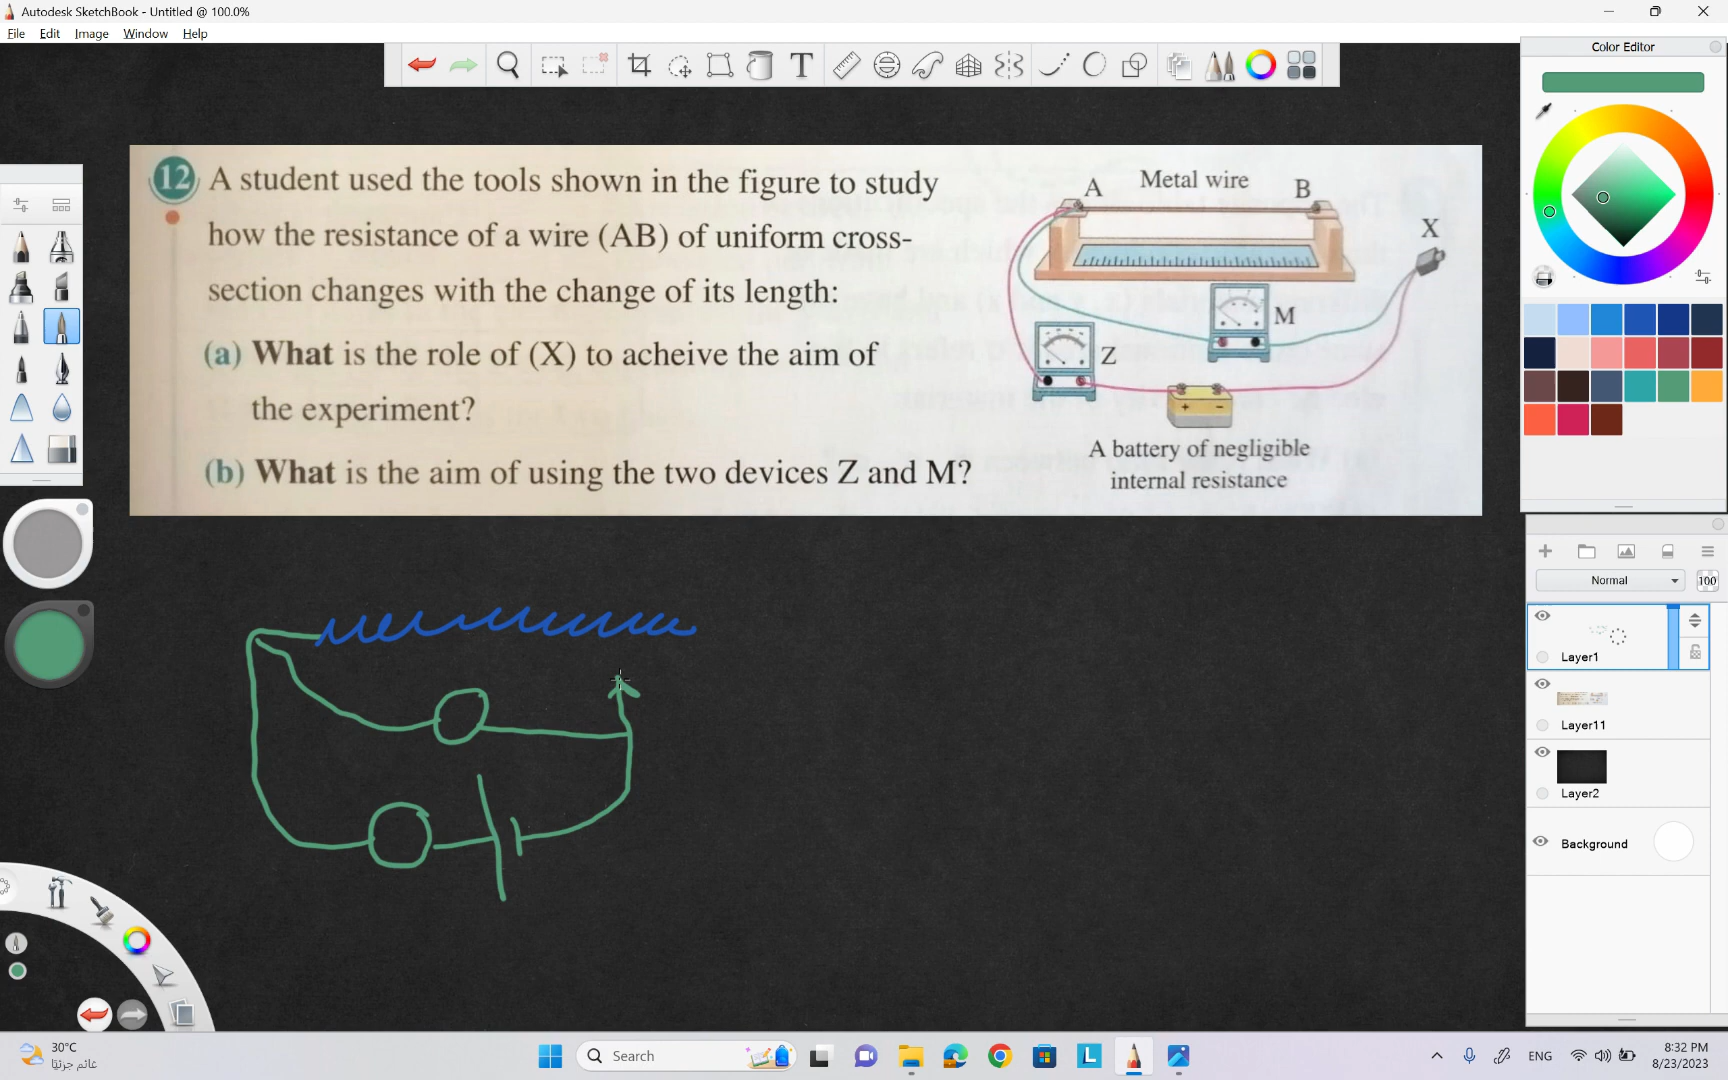 Autodesk SketchBook - Untitled @ 100.0%
File Edit Image Window Help
Color Editor
12 A student used the tools shown in the figure to study
how the resistance of a wire (AB) of uniform cross-
section changes with the change of its length:
(a) What is the role of (X) to acheive the aim of
the experiment?
(b) What is the aim of using the two devices Z and M?
A Metal wire B
X
M
Z
+ -
A battery of negligible
internal resistance
Normal 100
Layer1
Layer11
Layer2
Background
30°C
غائم جزئيًا
Search
L
ENG
8:32 PM
8/23/2023